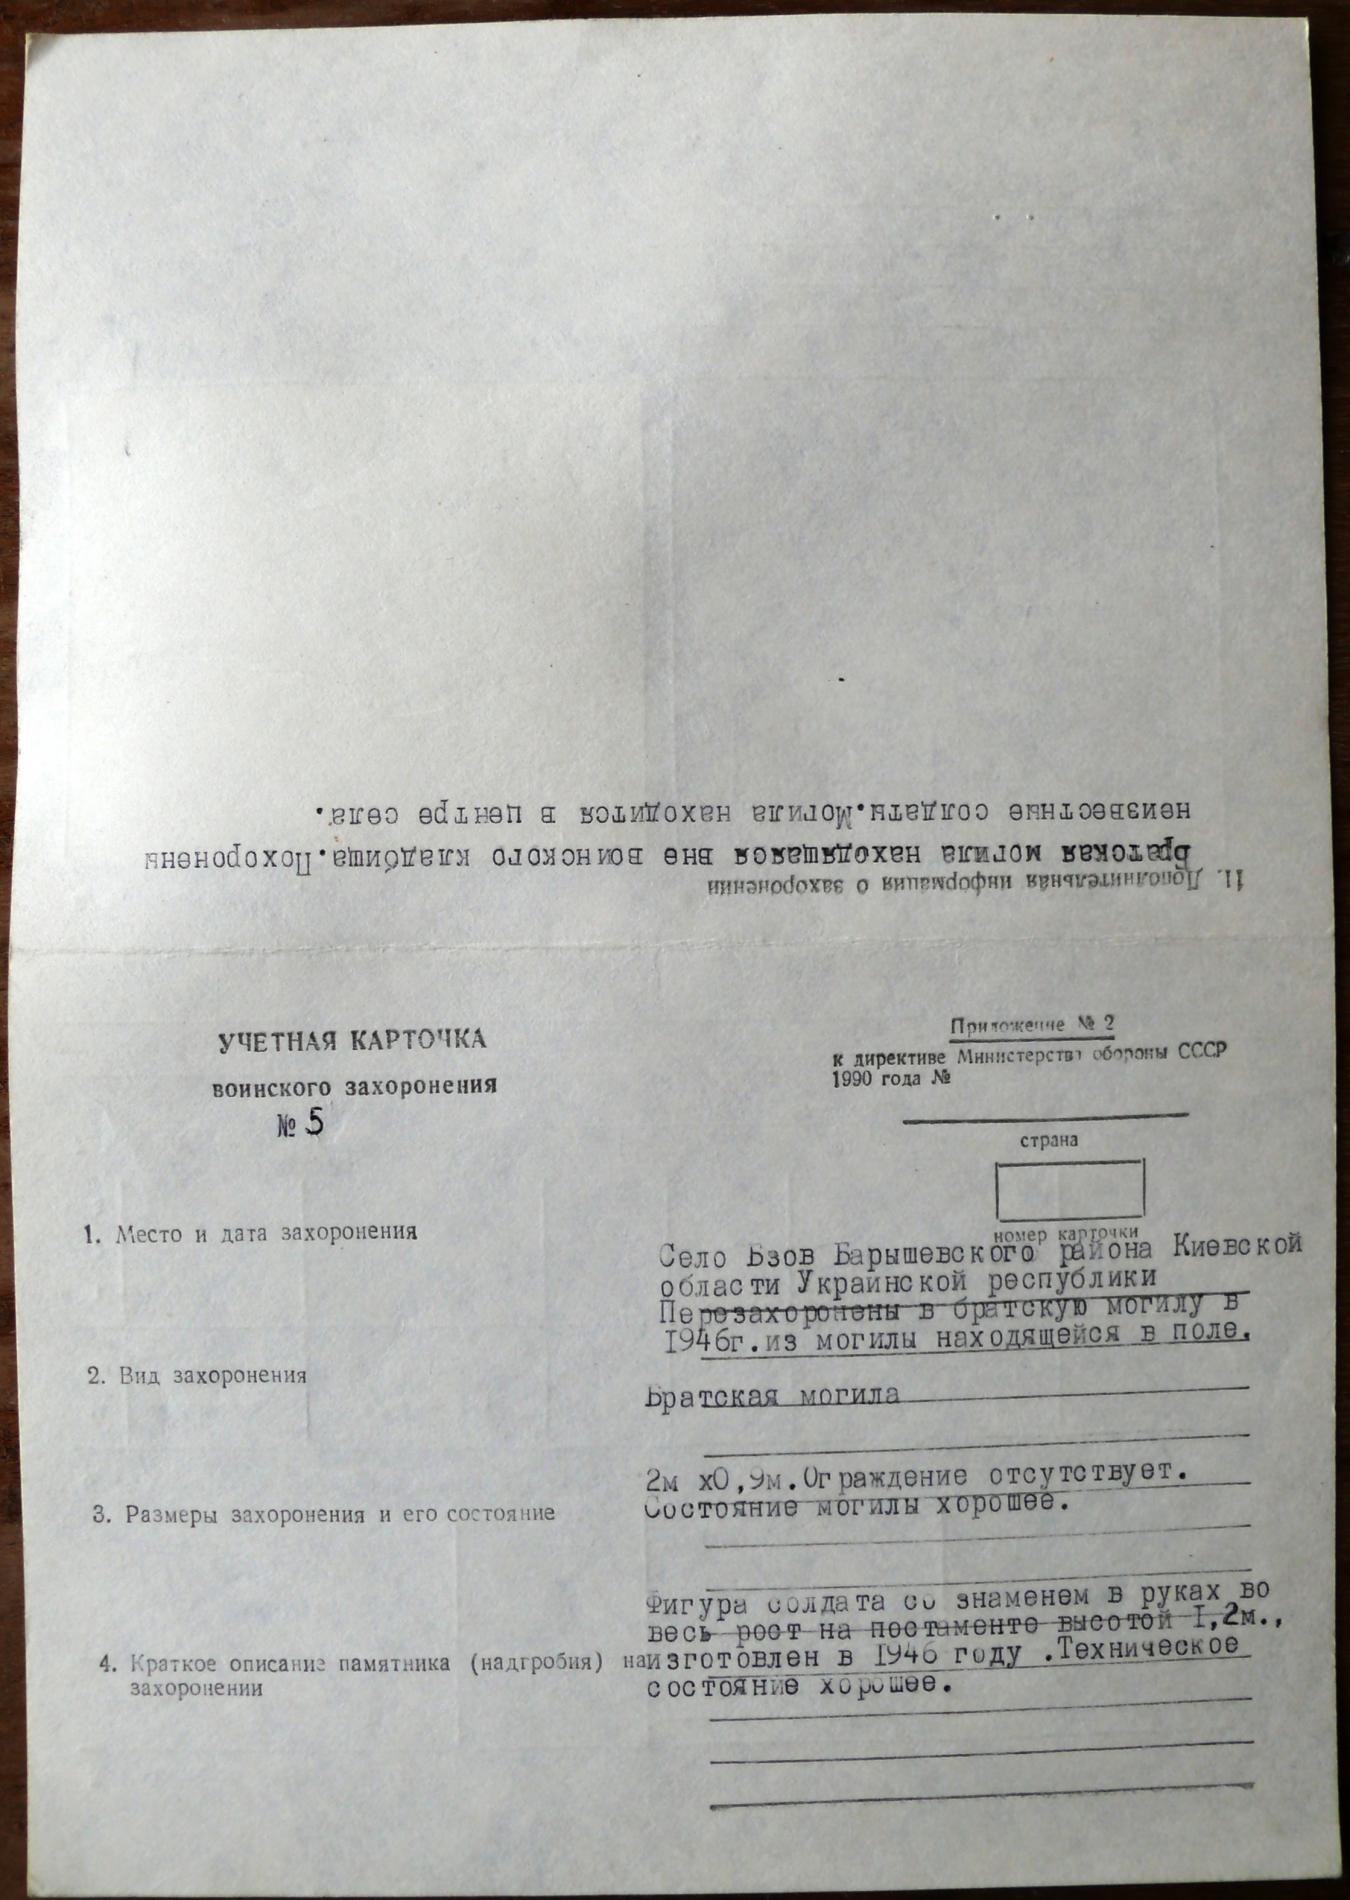 11. Дополнительная информация о захоронении
Братская могила находящаяся вне воинского кладбища.Похоронены
неизвестные солдаты.Могила находится в центре села.
УЧЕТНАЯ КАРТОЧКА
воинского захоронения
№ 5
Приложение № 2
к директиве Министерства обороны СССР
1990 года №
страна
номер карточки
1. Место и дата захоронения
Село Бзов Барышевского района Киевской
области Украинской республики
Перезахоронены в братскую могилу в
1946г.из могилы находящейся в поле.
2. Вид захоронения
Братская могила
3. Размеры захоронения и его состояние
2м х0,9м.Ограждение отсутствует.
Состояние могилы хорошее.
4. Краткое описание памятника (надгробия) на
захоронении
Фигура солдата со знаменем в руках во
весь рост на постаменте высотой I,2м.,
изготовлен в 1946 году .Техническое
состояние хорошее.